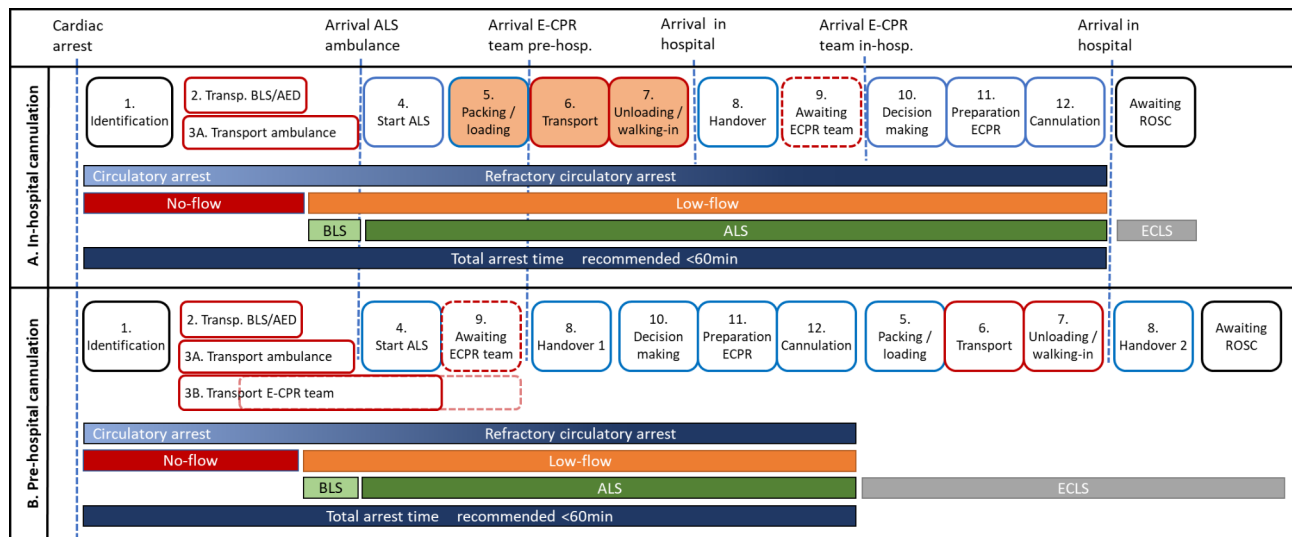 Cardiac
arrest
Arrival ALS
ambulance
Arrival E-CPR
team pre-hosp.
Arrival in
hospital
Arrival E-CPR
team in-hosp.
Arrival in
hospital
A. In-hospital cannulation
1.
Identification
2. Transp. BLS/AED
3A. Transport ambulance
4.
Start ALS
5.
Packing /
loading
6.
Transport
7.
Unloading /
walking-in
8.
Handover
9.
Awaiting
ECPR team
10.
Decision
making
11.
Preparation
ECPR
12.
Cannulation
Awaiting
ROSC
Circulatory arrest
Refractory circulatory arrest
No-flow
Low-flow
BLS
ALS
ECLS
Total arrest time recommended <60min
B. Pre-hospital cannulation
1.
Identification
2. Transp. BLS/AED
3A. Transport ambulance
3B. Transport E-CPR team
4.
Start ALS
9.
Awaiting
ECPR team
8.
Handover 1
10.
Decision
making
11.
Preparation
ECPR
12.
Cannulation
5.
Packing /
loading
6.
Transport
7.
Unloading /
walking-in
8.
Handover 2
Awaiting
ROSC
Circulatory arrest
Refractory circulatory arrest
No-flow
Low-flow
BLS
ALS
ECLS
Total arrest time recommended <60min